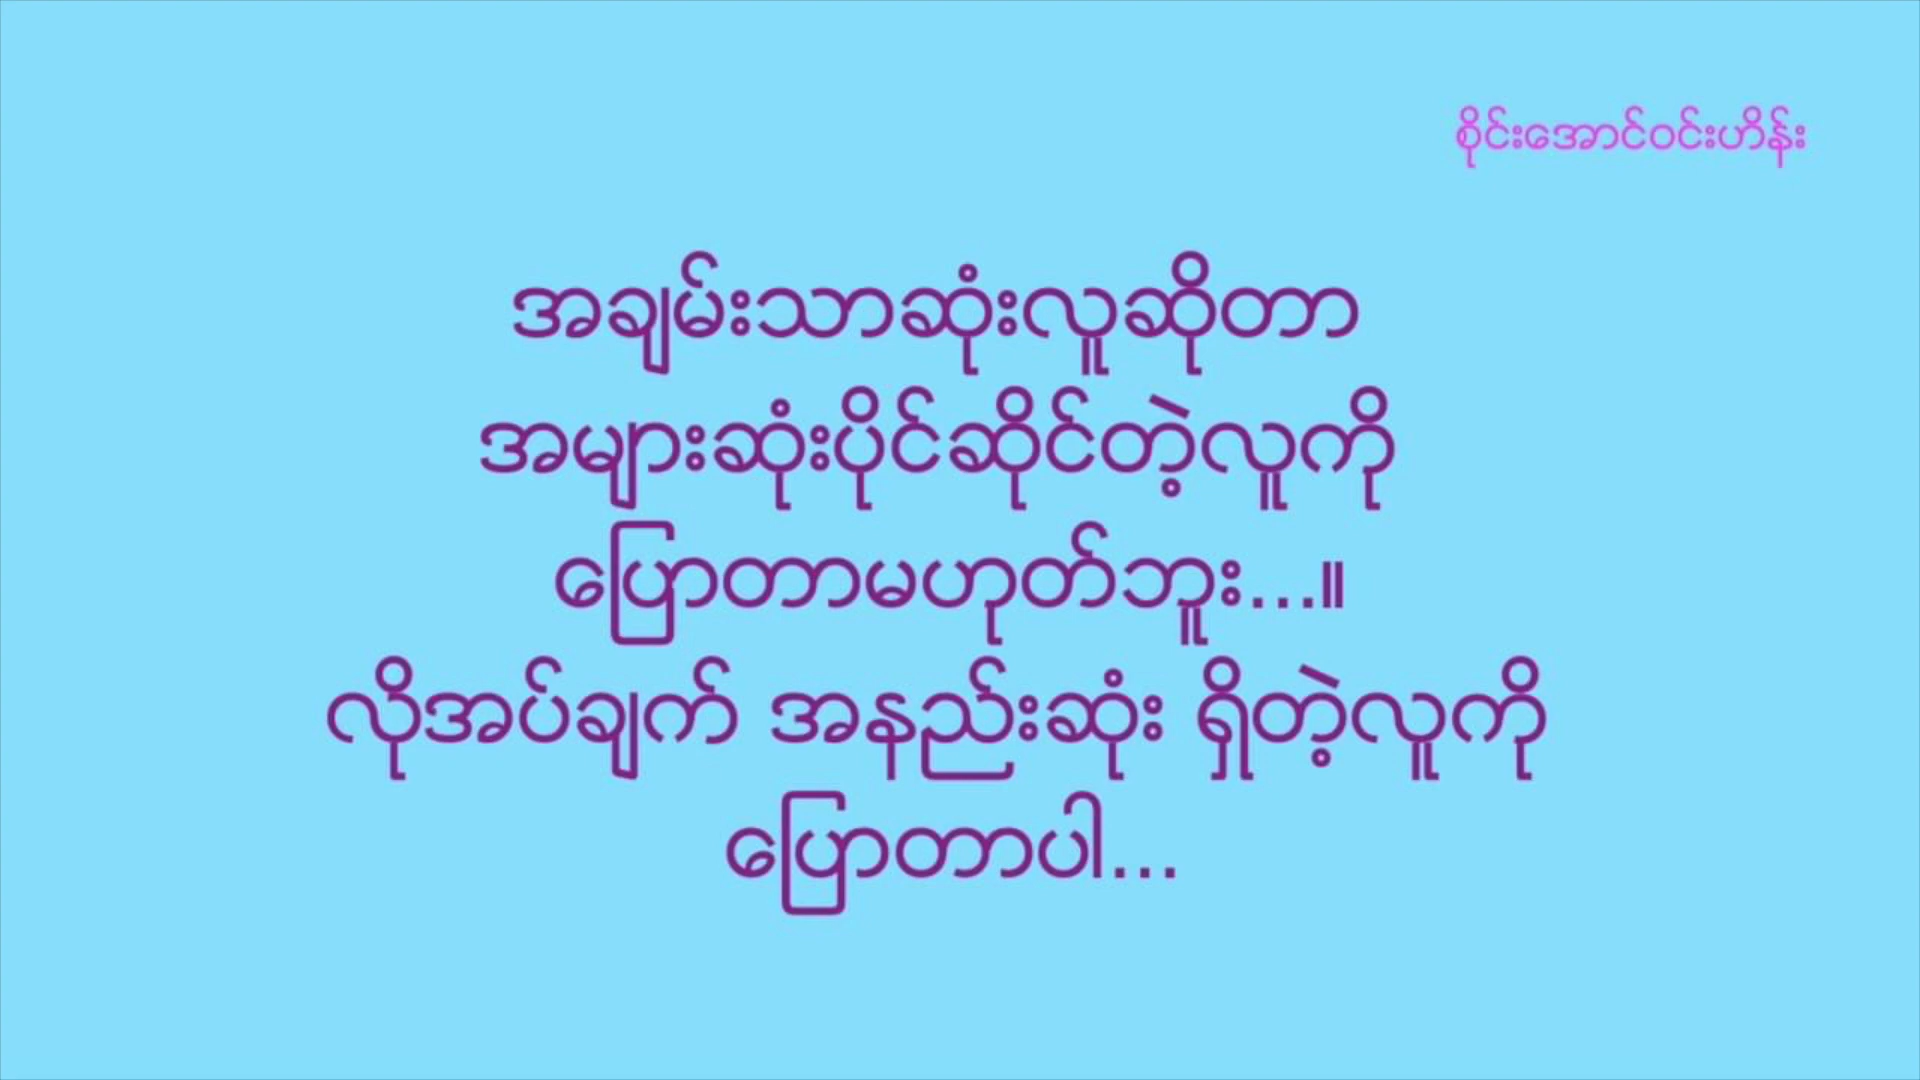 စိုင်းအောင်ဝင်းဟိန်း
အချမ်းသာဆုံးလူဆိုတာ
အများဆုံးပိုင်ဆိုင်တဲ့လူကို
ပြောတာမဟုတ်ဘူး...။
လိုအပ်ချက် အနည်းဆုံး ရှိတဲ့လူကို
ပြောတာပါ...